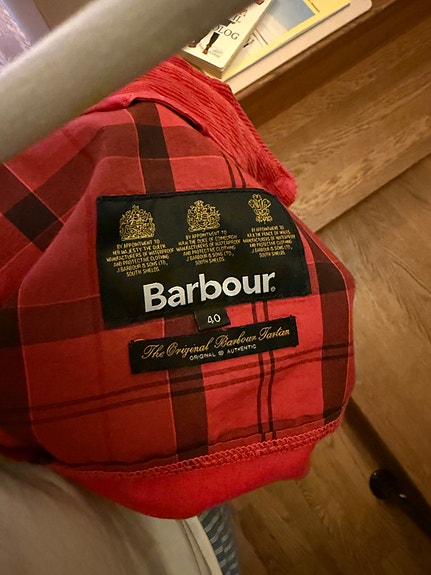 LOG
BY APPOINTMENT TO
HER MAJESTY THE QUEEN
MANUFACTURERS OF WATERPROOF
AND PROTECTIVE CLOTHING
J. BARBOUR & SONS LTD.,
SOUTH SHIELDS
BY APPOINTMENT TO
H.R.H. THE DUKE OF EDINBURGH
MANUFACTURERS OF WATERPROOF
AND PROTECTIVE CLOTHING
J. BARBOUR & SONS LTD.,
SOUTH SHIELDS
BY APPOINTMENT TO
H.R.H. THE PRINCE OF WALES
MANUFACTURERS OF WATERPROOF
AND PROTECTIVE CLOTHING
J. BARBOUR & SONS LTD.,
SOUTH SHIELDS
Barbour®
40
The Original Barbour Tartan
ORIGINAL @ AUTHENTIC